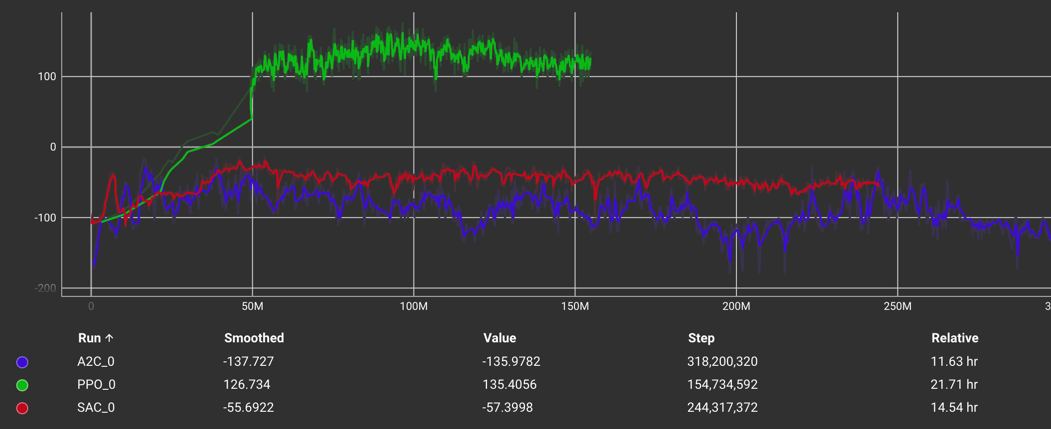 100
0
-100
-200
0 50M 100M 150M 200M 250M 3
Run ↑ Smoothed Value Step Relative
A2C_0 -137.727 -135.9782 318,200,320 11.63 hr
PPO_0 126.734 135.4056 154,734,592 21.71 hr
SAC_0 -55.6922 -57.3998 244,317,372 14.54 hr